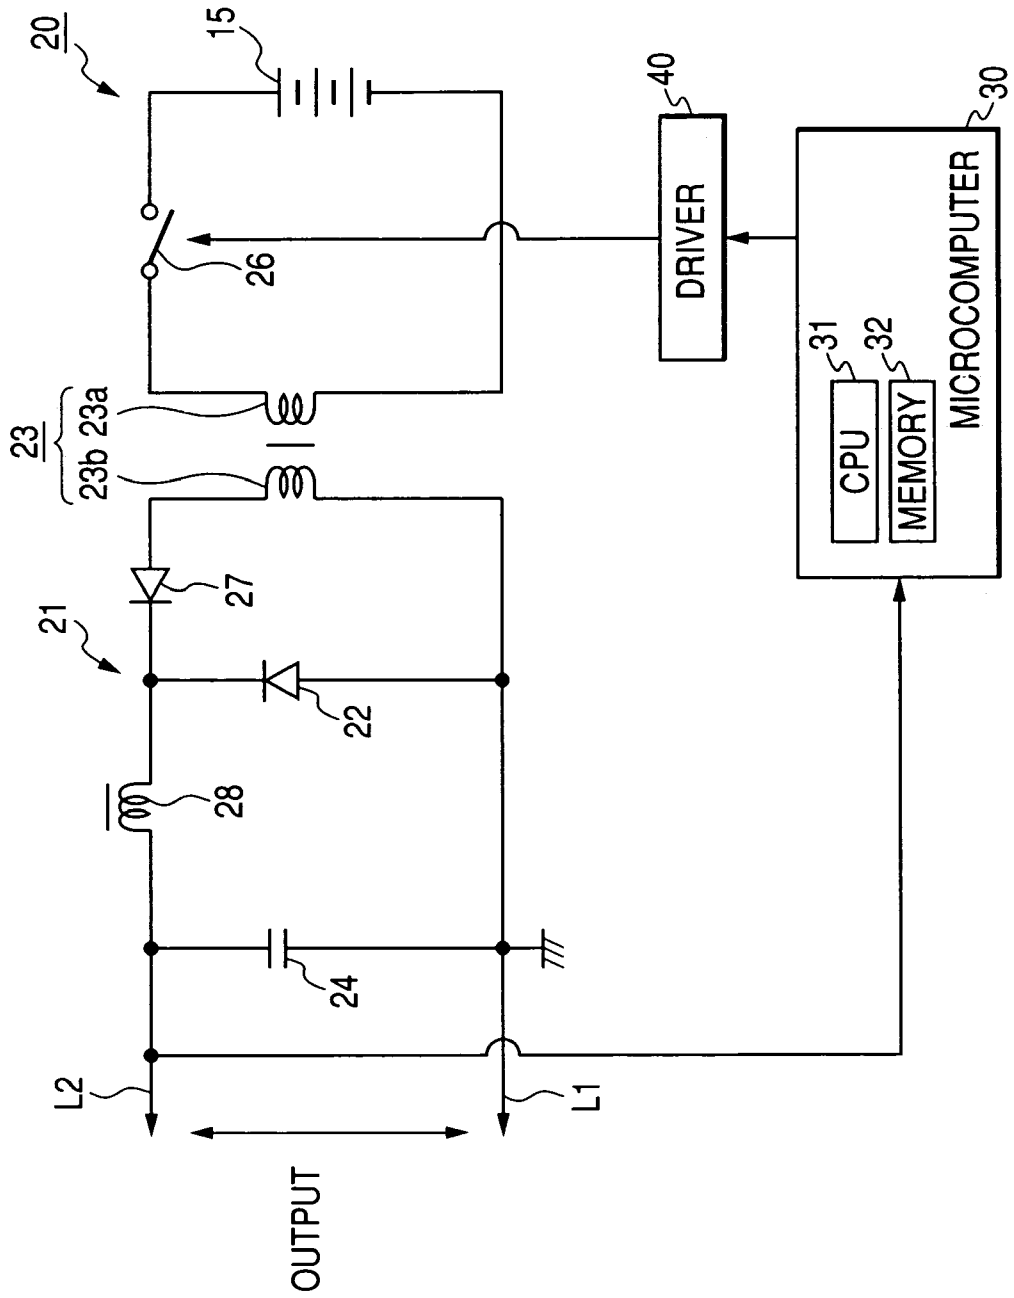 20
15
26
23
23a
23b
27
21
22
28
24
L2
L1
OUTPUT
40
DRIVER
30
MICROCOMPUTER
31
CPU
32
MEMORY